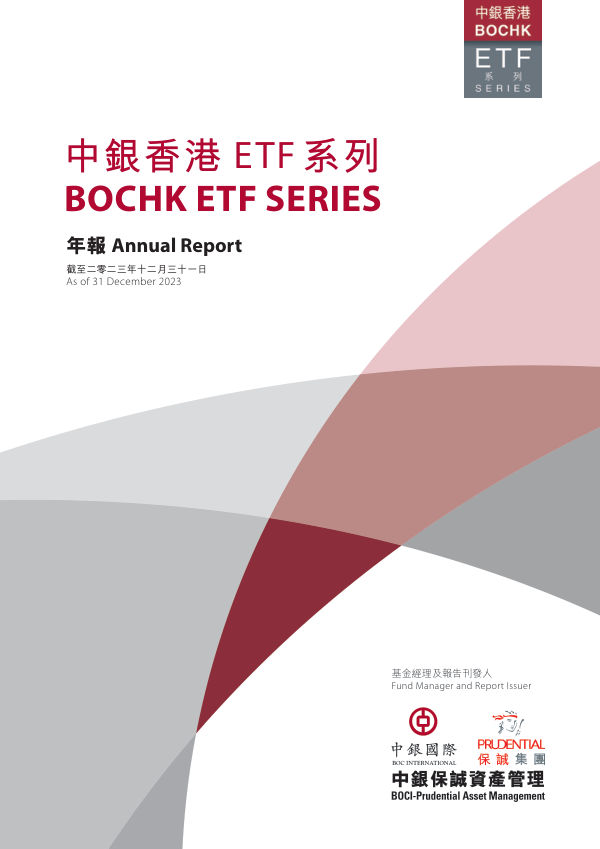 中銀香港
BOCHK
ETF
系列
SERIES
中銀香港 ETF 系列
BOCHK ETF SERIES
年報 Annual Report
截至二零二三年十二月三十一日
As of 31 December 2023
基金經理及報告刊發人
Fund Manager and Report Issuer
中銀國際
BOC INTERNATIONAL
PRUDENTIAL
保誠集團
中銀保誠資產管理
BOCI-Prudential Asset Management